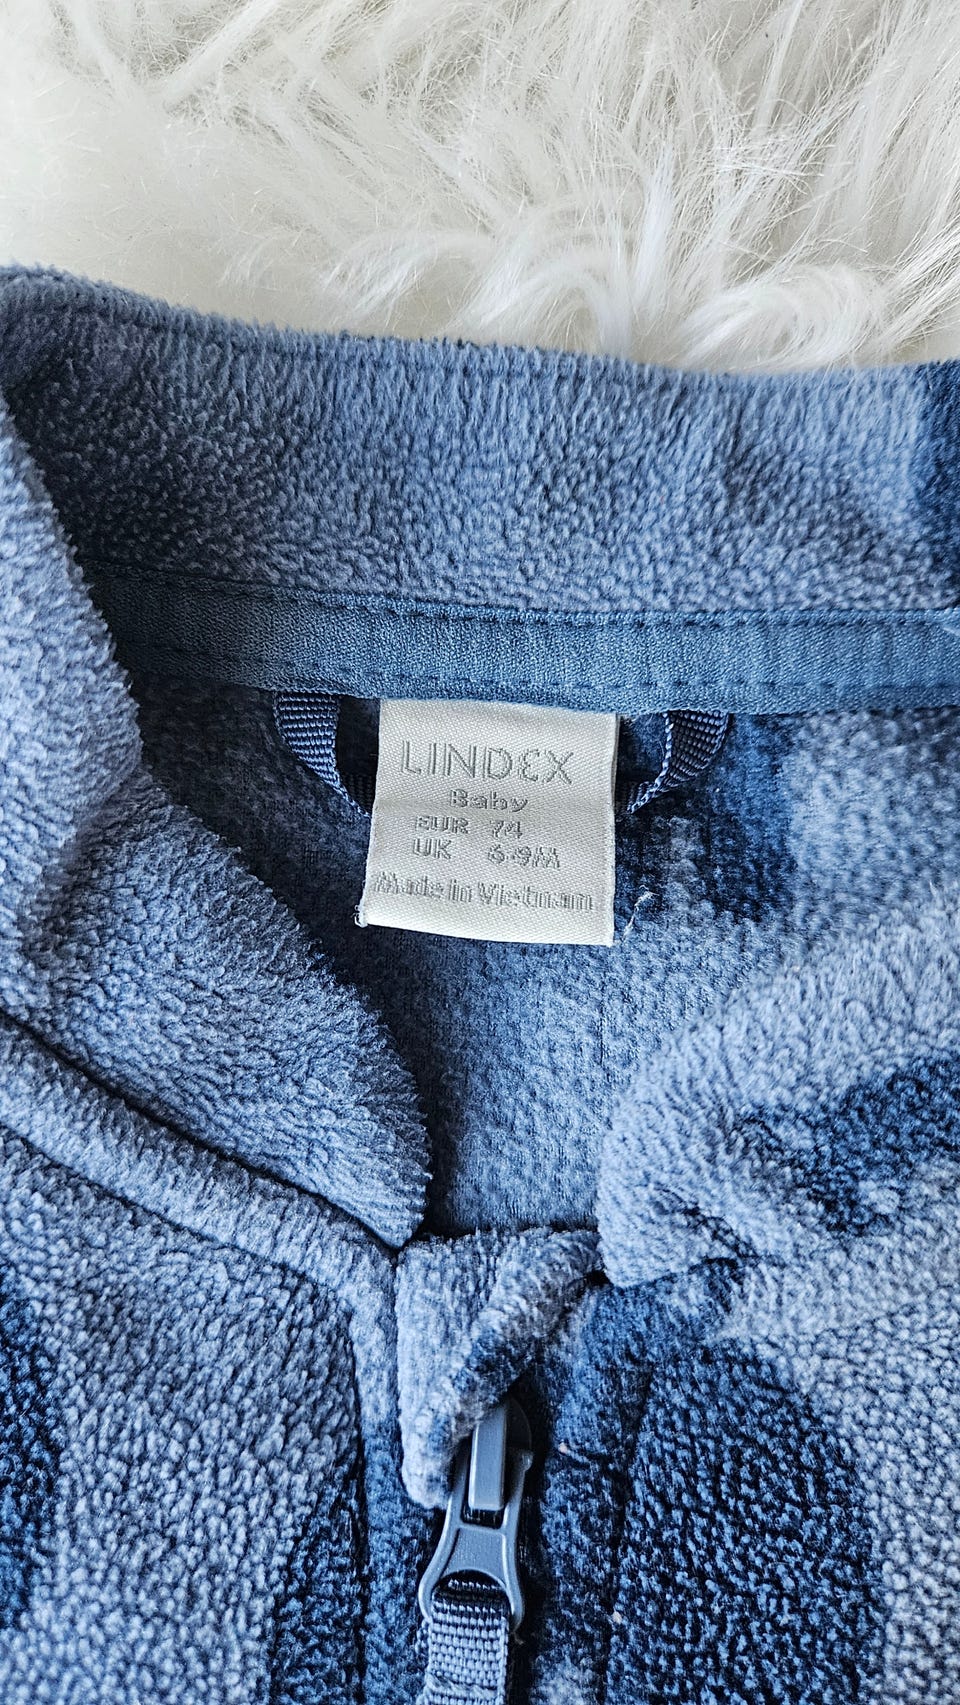 LINDEX
Baby
EUR 74
UK 6-9M
Made in Vietnam